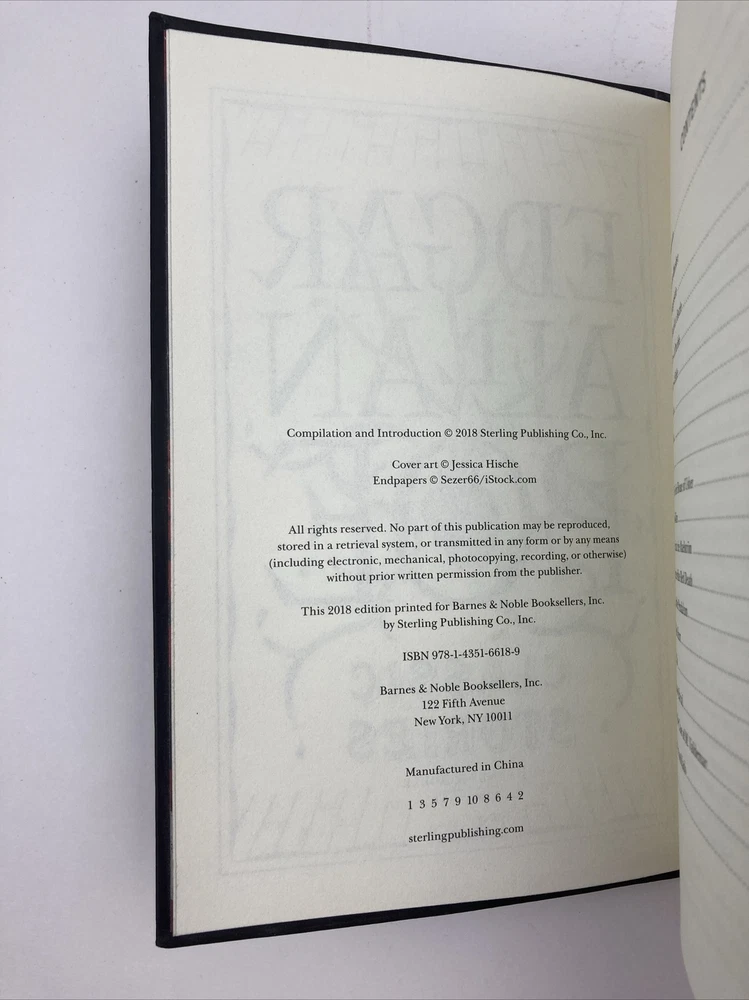 Compilation and Introduction © 2018 Sterling Publishing Co., Inc.
Cover art © Jessica Hische
Endpapers © Sezer66/iStock.com
All rights reserved. No part of this publication may be reproduced,
stored in a retrieval system, or transmitted in any form or by any means
(including electronic, mechanical, photocopying, recording, or otherwise)
without prior written permission from the publisher.
This 2018 edition printed for Barnes & Noble Booksellers, Inc.
by Sterling Publishing Co., Inc.
ISBN 978-1-4351-6618-9
Barnes & Noble Booksellers, Inc.
122 Fifth Avenue
New York, NY 10011
Manufactured in China
1 3 5 7 9 10 8 6 4 2
sterlingpublishing.com
EDGAR
ALLAN
CONTENTS